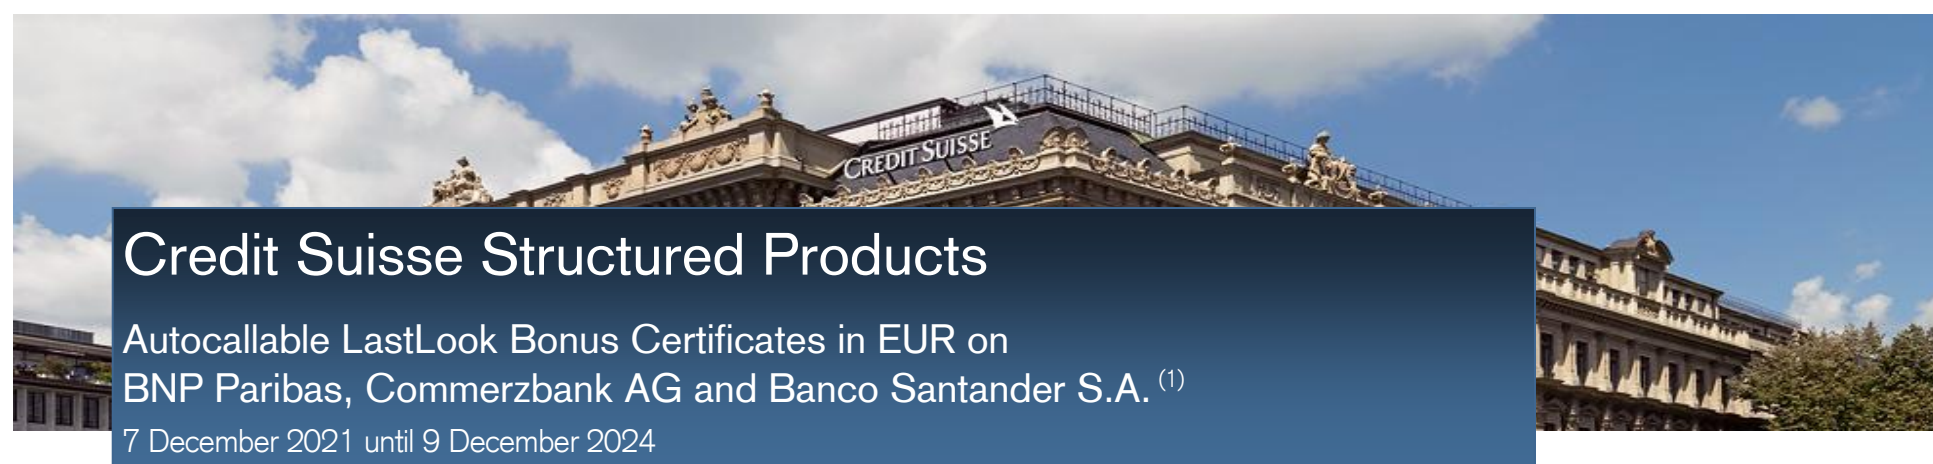 CREDIT SUISSE
Credit Suisse Structured Products
Autocallable LastLook Bonus Certificates in EUR on
BNP Paribas, Commerzbank AG and Banco Santander S.A. (1)
7 December 2021 until 9 December 2024